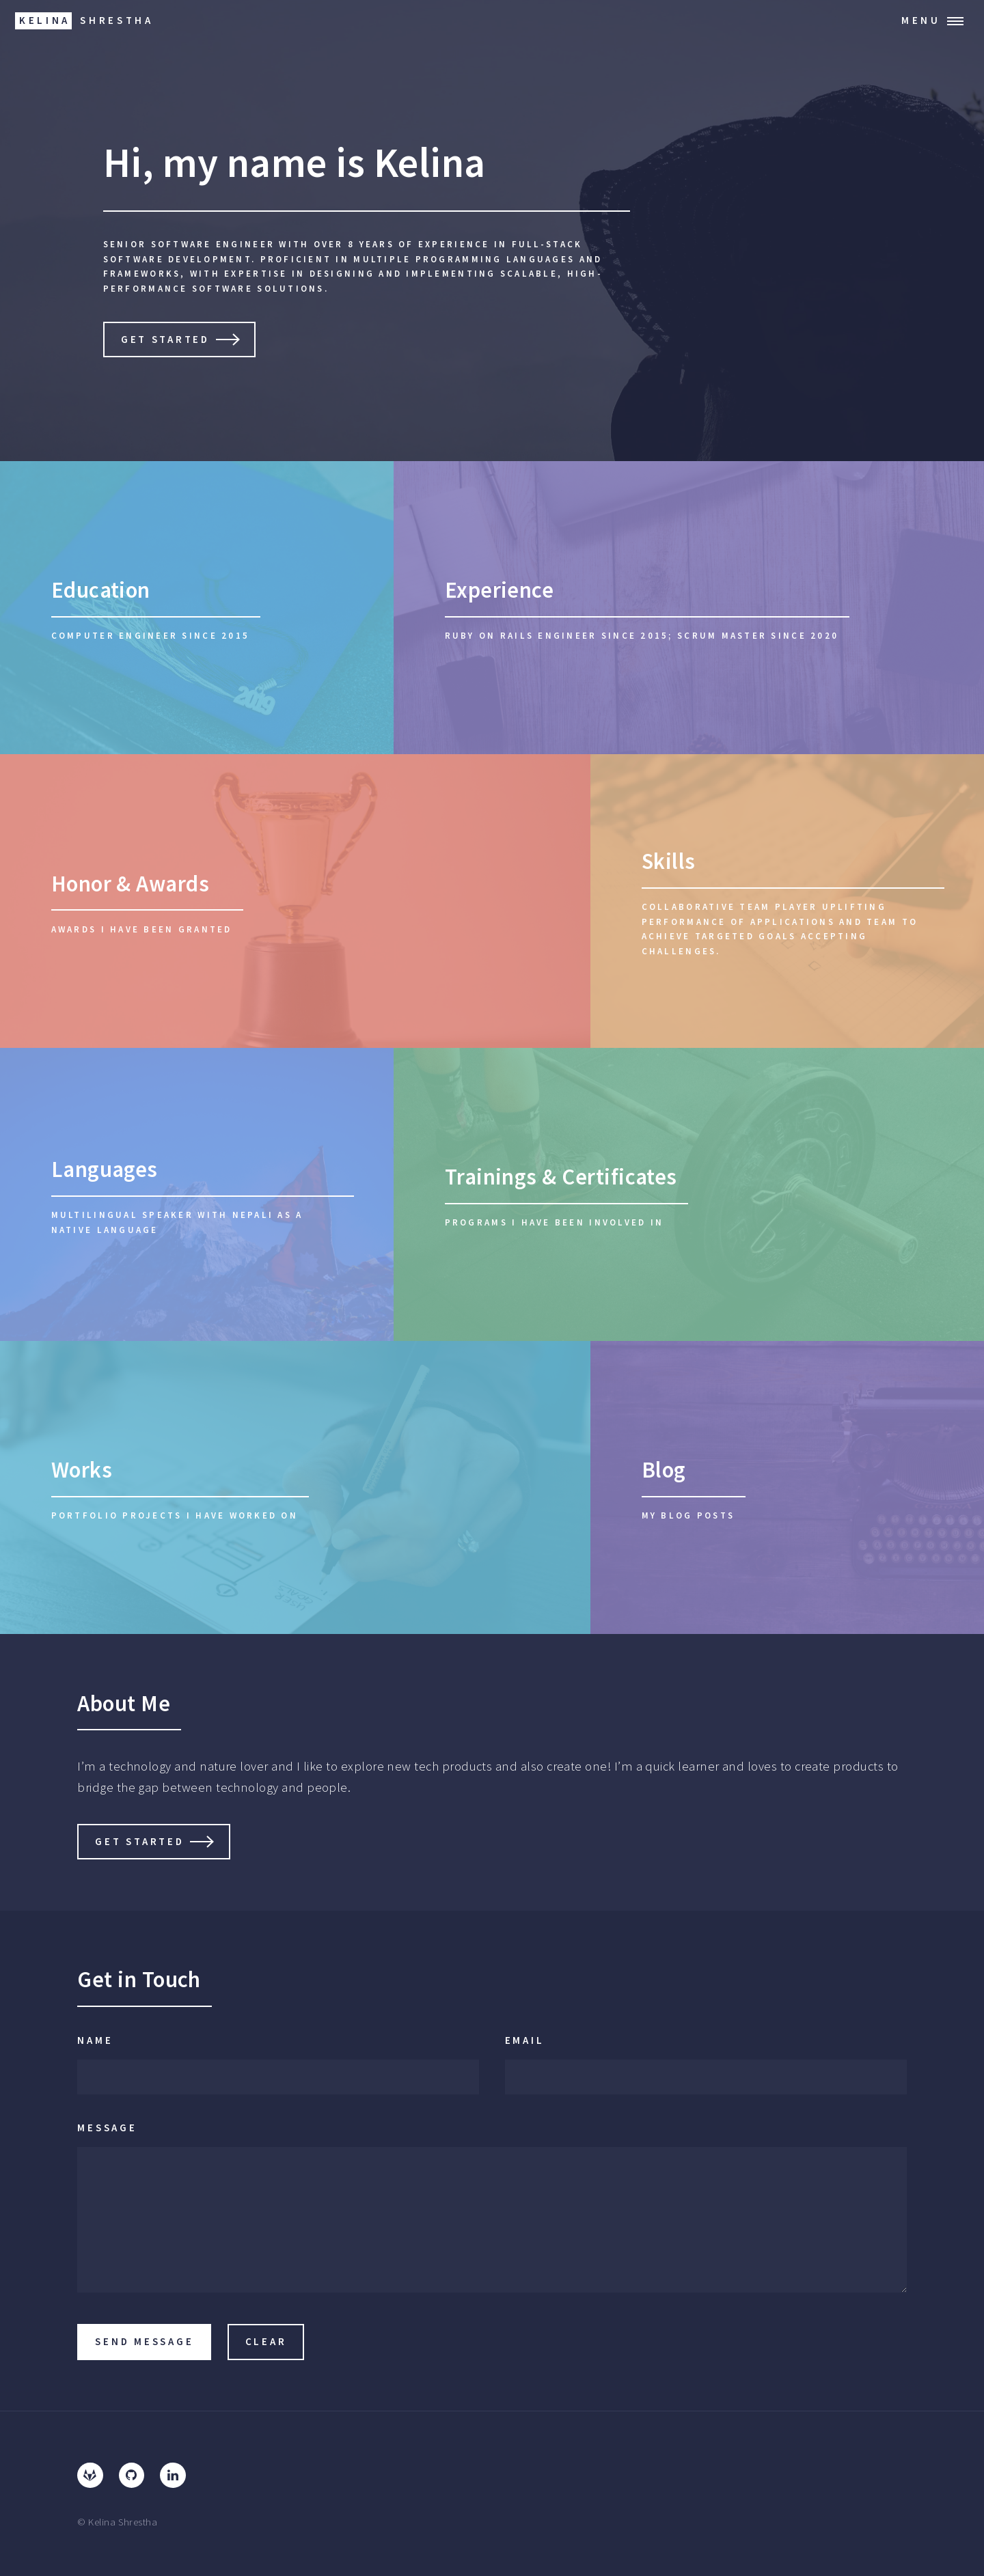 KELINA SHRESTHA
MENU
Hi, my name is Kelina
SENIOR SOFTWARE ENGINEER WITH OVER 8 YEARS OF EXPERIENCE IN FULL-STACK
SOFTWARE DEVELOPMENT. PROFICIENT IN MULTIPLE PROGRAMMING LANGUAGES AND
FRAMEWORKS, WITH EXPERTISE IN DESIGNING AND IMPLEMENTING SCALABLE, HIGH-
PERFORMANCE SOFTWARE SOLUTIONS.
GET STARTED
Education
COMPUTER ENGINEER SINCE 2015
2019
Experience
RUBY ON RAILS ENGINEER SINCE 2015; SCRUM MASTER SINCE 2020
Honor & Awards
AWARDS I HAVE BEEN GRANTED
Skills
COLLABORATIVE TEAM PLAYER UPLIFTING
PERFORMANCE OF APPLICATIONS AND TEAM TO
ACHIEVE TARGETED GOALS ACCEPTING
CHALLENGES.
Languages
MULTILINGUAL SPEAKER WITH NEPALI AS A
NATIVE LANGUAGE
Trainings & Certificates
PROGRAMS I HAVE BEEN INVOLVED IN
Works
PORTFOLIO PROJECTS I HAVE WORKED ON
Blog
MY BLOG POSTS
About Me
I'm a technology and nature lover and I like to explore new tech products and also create one! I'm a quick learner and loves to create products to
bridge the gap between technology and people.
GET STARTED
Get in Touch
NAME
EMAIL
MESSAGE
SEND MESSAGE
CLEAR
in
© Kelina Shrestha